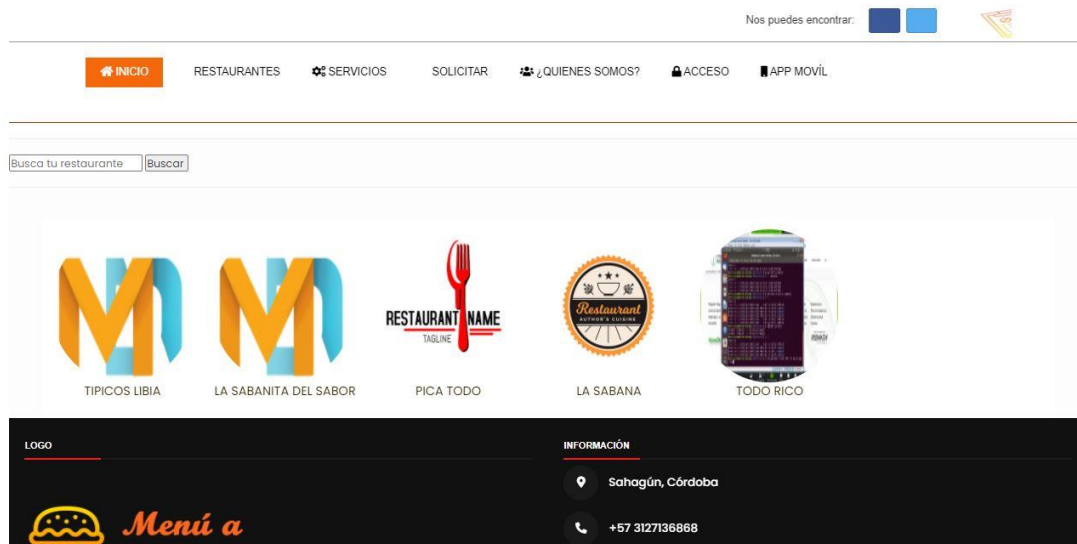 Nos puedes encontrar:
INICIO RESTAURANTES SERVICIOS SOLICITAR ¿QUIENES SOMOS? ACCESO APP MOVÍL
Busca tu restaurante Buscar
RESTAURANT NAME
TAGLINE
Restaurant
AUTHOR'S CUISINE
TIPICOS LIBIA LA SABANITA DEL SABOR PICA TODO LA SABANA TODO RICO
LOGO INFORMACIÓN
Sahagún, Córdoba
Menú a
+57 3127136868